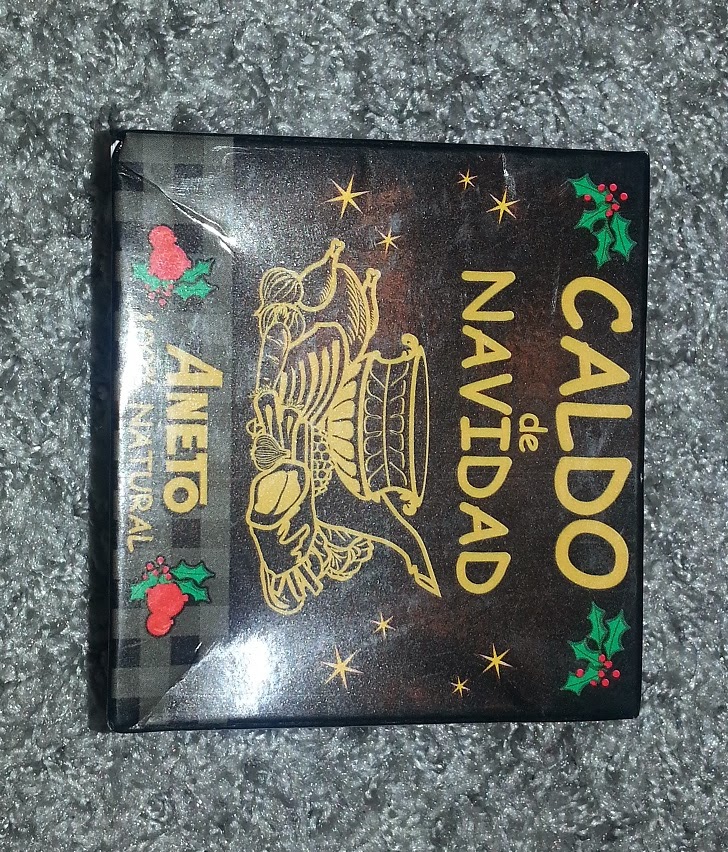 CALDO
de
NAVIDAD
ANETO
100% NATURAL